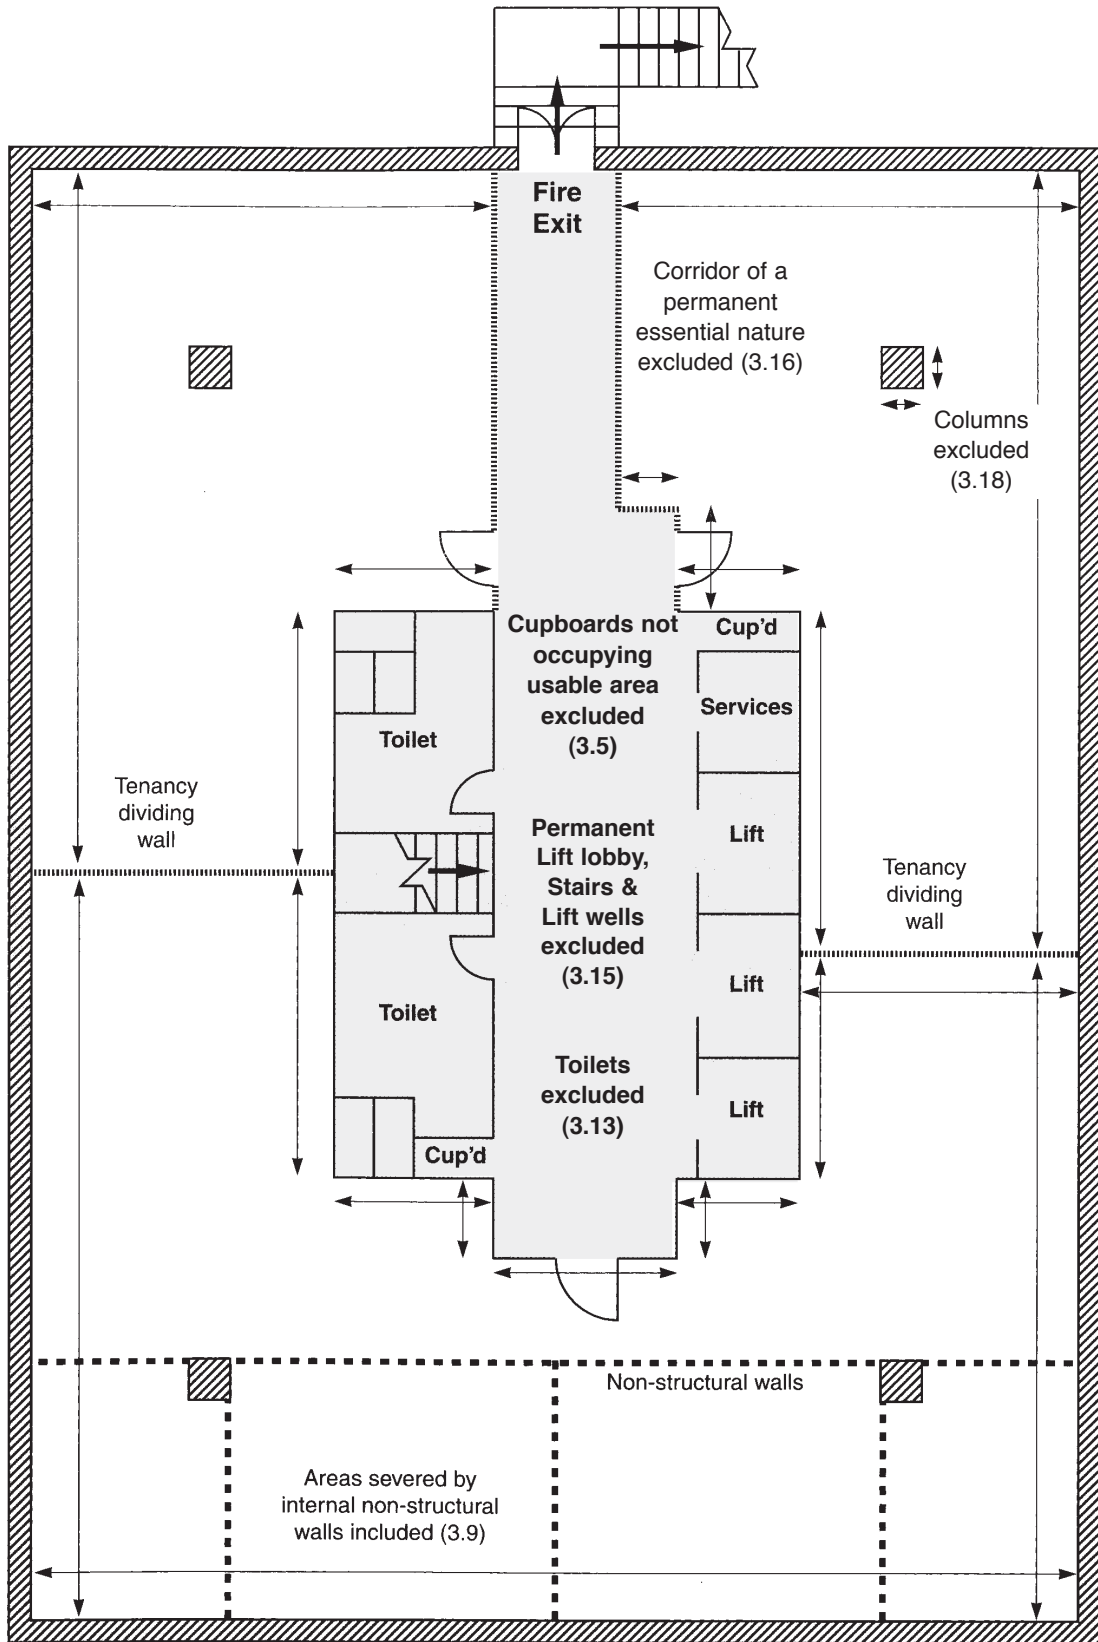 Fire
Exit
Corridor of a
permanent
essential nature
excluded (3.16)
Columns
excluded
(3.18)
Cupboards not
occupying
usable area
excluded
(3.5)
Cup’d
Services
Toilet
Tenancy
dividing
wall
Permanent
Lift lobby,
Stairs &
Lift wells
excluded
(3.15)
Lift
Tenancy
dividing
wall
Lift
Toilet
Toilets
excluded
(3.13)
Lift
Cup’d
Non-structural walls
Areas severed by
internal non-structural
walls included (3.9)